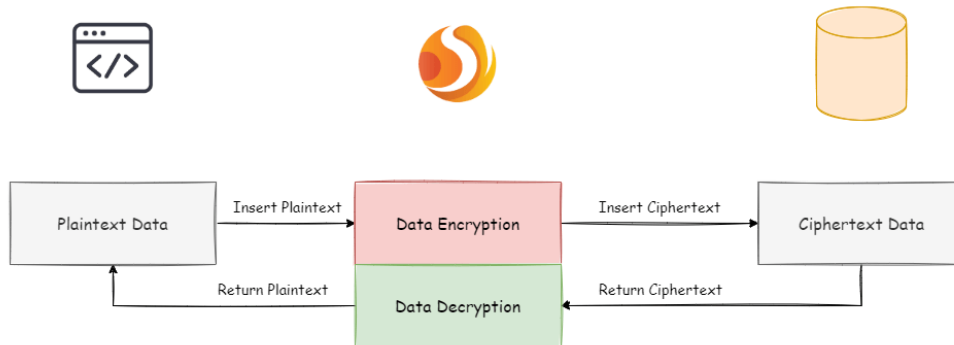 Plaintext Data
Insert Plaintext
Data Encryption
Insert Ciphertext
Ciphertext Data
Return Plaintext
Data Decryption
Return Ciphertext